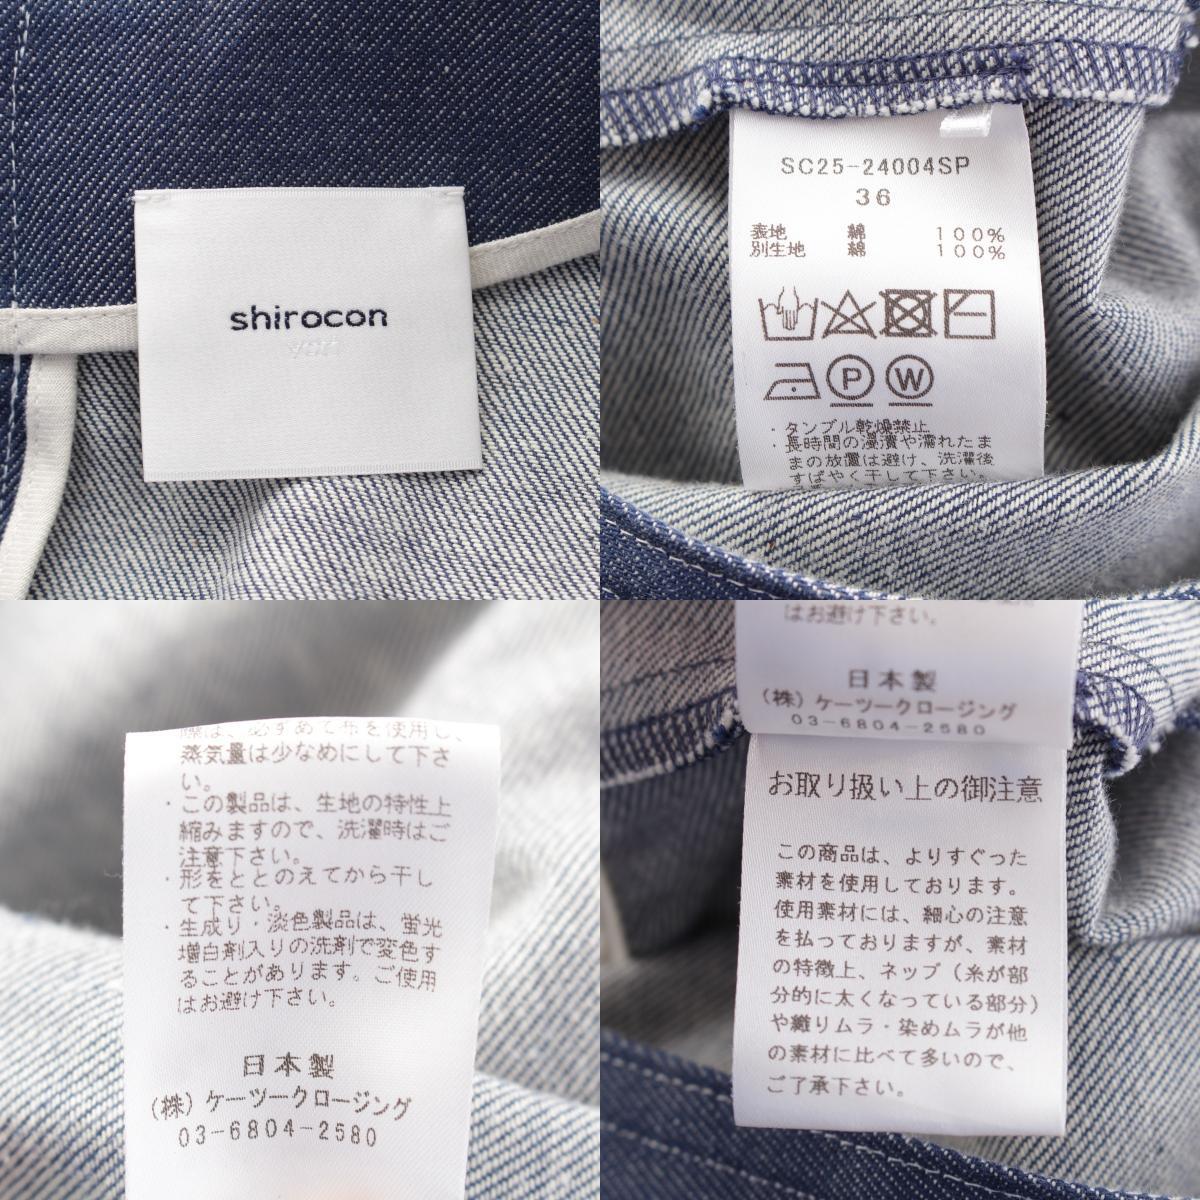 shirocon
SC25-24004SP
36
表地 綿 100%
別生地 綿 100%
P W
・タンブル乾燥禁止
・長時間の浸漬や濡れたま
まの放置は避け、洗濯後
すばやく干して下さい。
際は、必ずあて布を使用し、
蒸気量は少なめにして下さ
い。
・この製品は、生地の特性上
縮みますので、洗濯時はご
注意下さい。
・形をととのえてから干し
て下さい。
・生成り・淡色製品は、蛍光
増白剤入りの洗剤で変色す
ることがあります。ご使用
はお避け下さい。
日本製
(株)ケーツークロージング
03-6804-2580
はお避け下さい。
日本製
(株)ケーツークロージング
03-6804-2580
お取り扱い上の御注意
この商品は、よりすぐった
素材を使用しております。
使用素材には、細心の注意
を払っておりますが、素材
の特徴上、ネップ(糸が部
分的に太くなっている部分)
や織りムラ・染めムラが他
の素材に比べて多いので、
ご了承下さい。